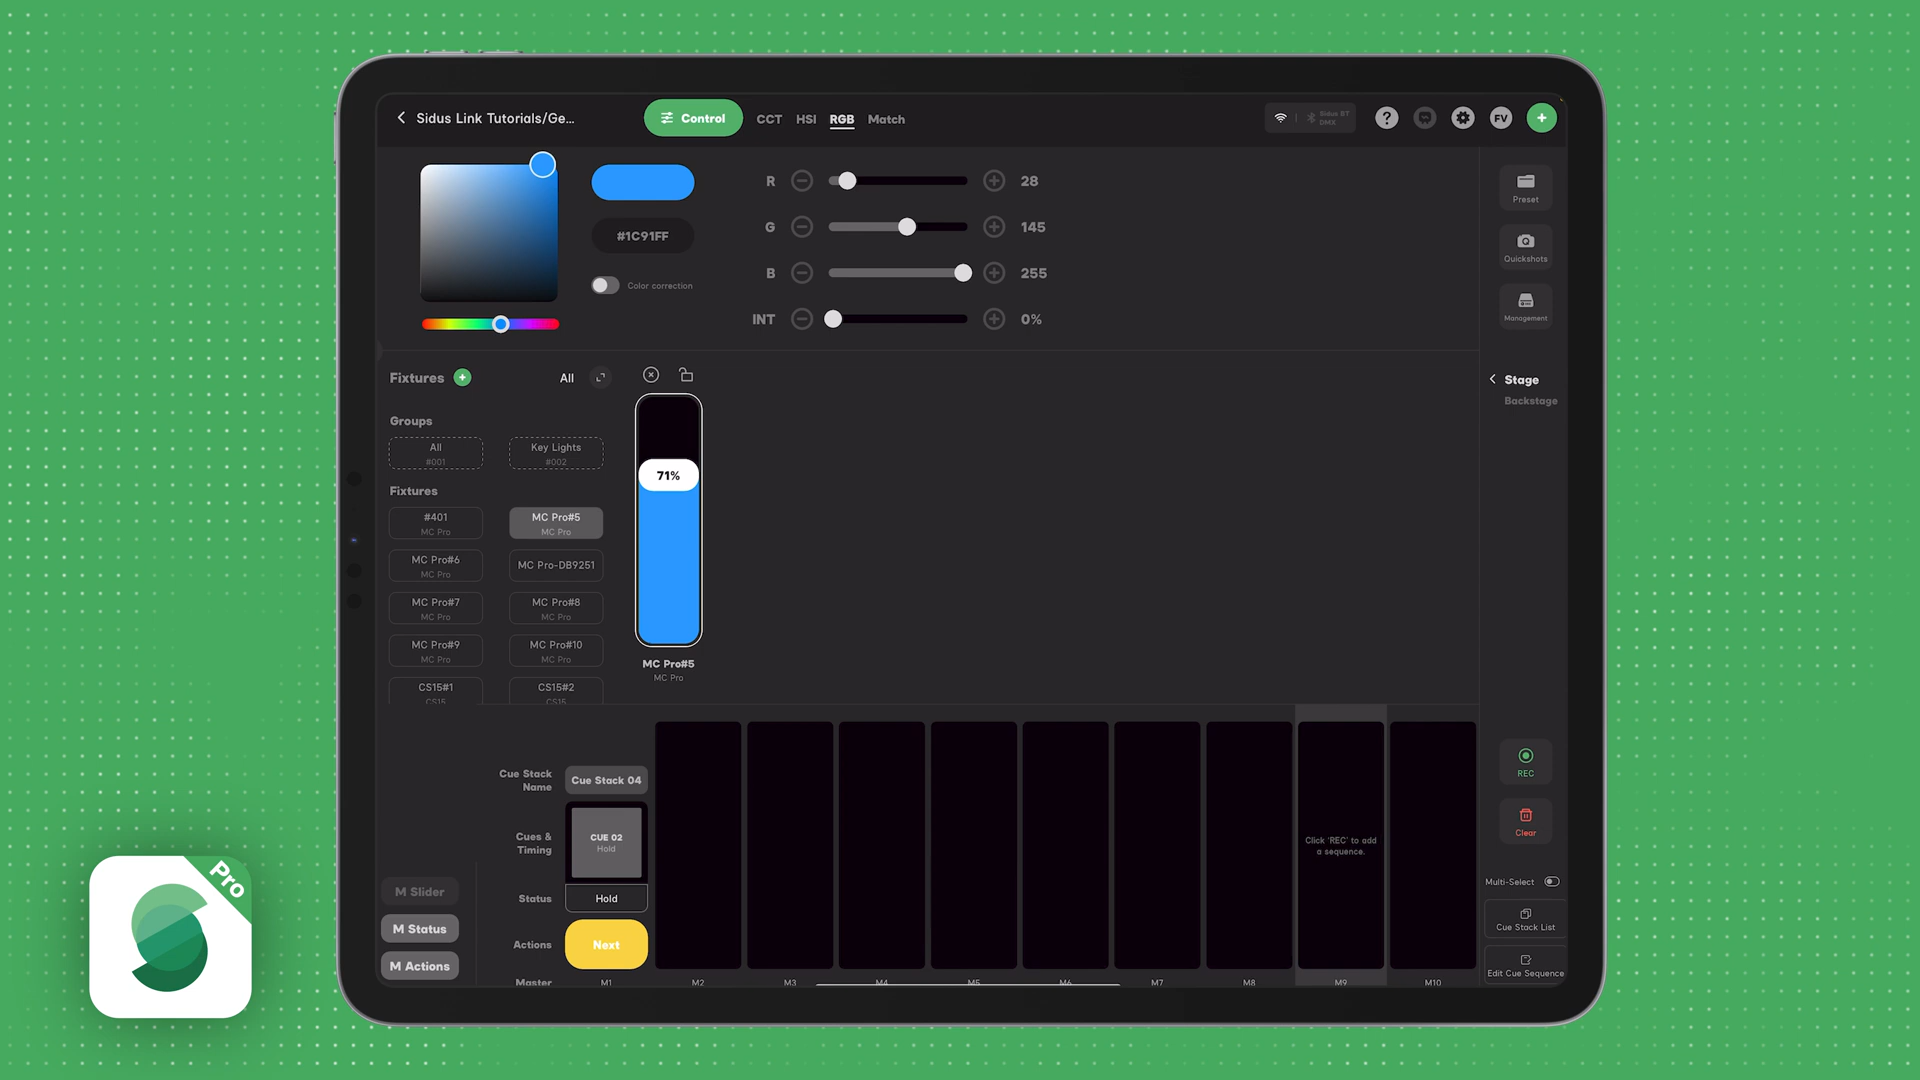 Sidus Link Tutorials/Ge...
Control
CCT
HSI
RGB
Match
Sidus BT
DMX
?
FV
R
28
Preset
G
145
#1C91FF
Quickshots
B
255
Color correction
INT
0%
Management
Fixtures
All
Stage
Backstage
Groups
All
#001
Key Lights
#002
71%
Fixtures
#401
MC Pro
MC Pro#5
MC Pro
MC Pro#6
MC Pro
MC Pro-DB9251
MC Pro#7
MC Pro
MC Pro#8
MC Pro
MC Pro#9
MC Pro
MC Pro#10
MC Pro
MC Pro#5
MC Pro
CS15#1
CS15
CS15#2
CS15
Cue Stack
Name
Cue Stack 04
REC
Cues &
Timing
CUE 02
Hold
Click 'REC' to add
a sequence.
Clear
Multi-Select
M Slider
Status
Hold
Cue Stack List
M Status
Actions
Next
M Actions
Edit Cue Sequence
Master
M1
M2
M3
M4
M5
M6
M7
M8
M9
M10
Pro